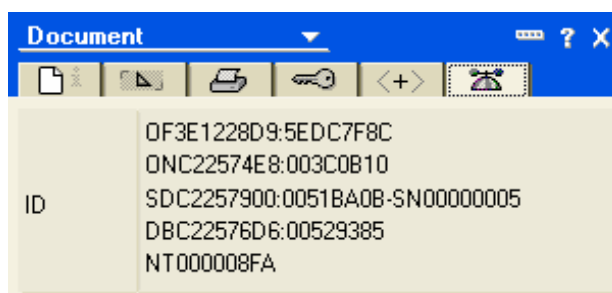 Document
? X
<+>
OF3E1228D9:5EDC7F8C
ONC22574E8:003C0B10
ID
SDC2257900:0051BA0B-SN00000005
DBC22576D6:00529385
NT000008FA